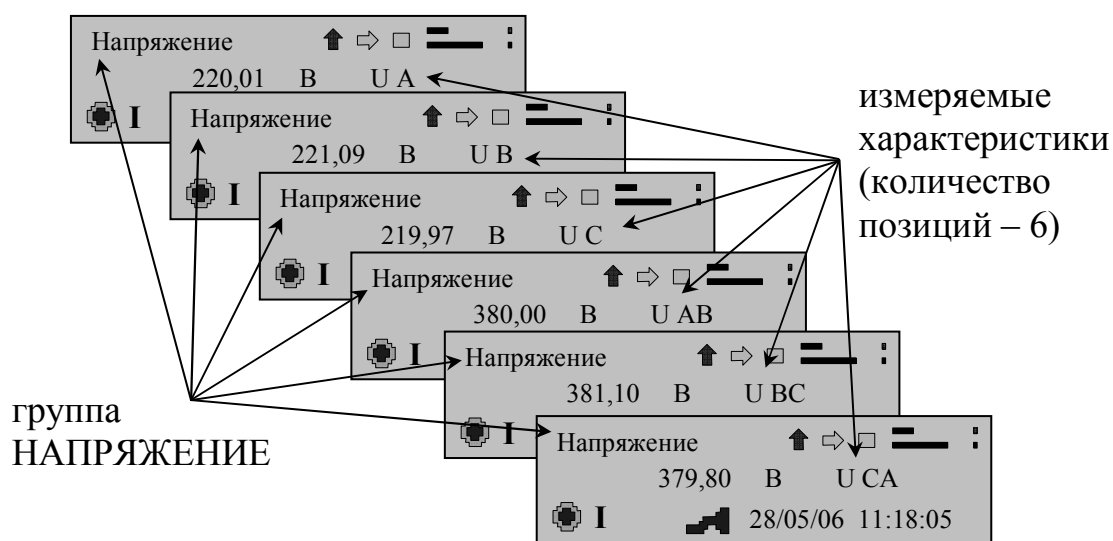 Напряжение
220,01 В U A
I
Напряжение
221,09 В U B
I
Напряжение
219,97 В U C
I
Напряжение
380,00 В U AB
I
Напряжение
381,10 В U BC
I
Напряжение
379,80 В U CA
I 28/05/06 11:18:05
измеряемые
характеристики
(количество
позиций – 6)
группа
НАПРЯЖЕНИЕ